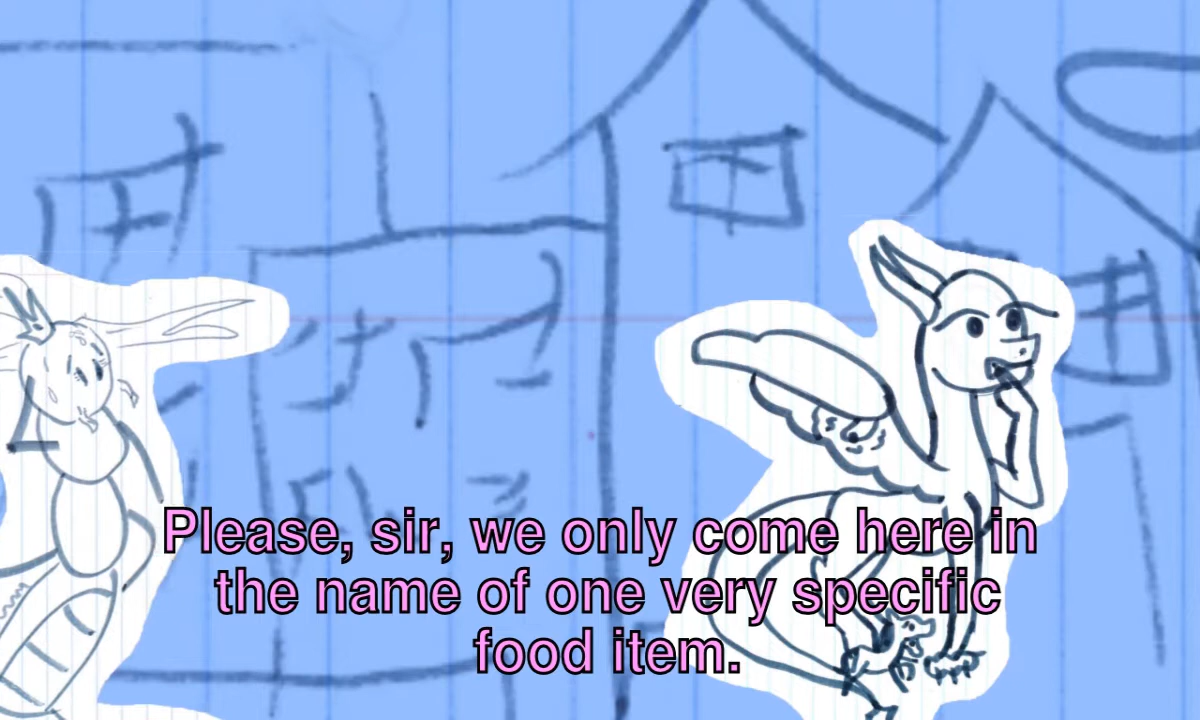 Please, sir, we only come here in
the name of one very specific
food item.